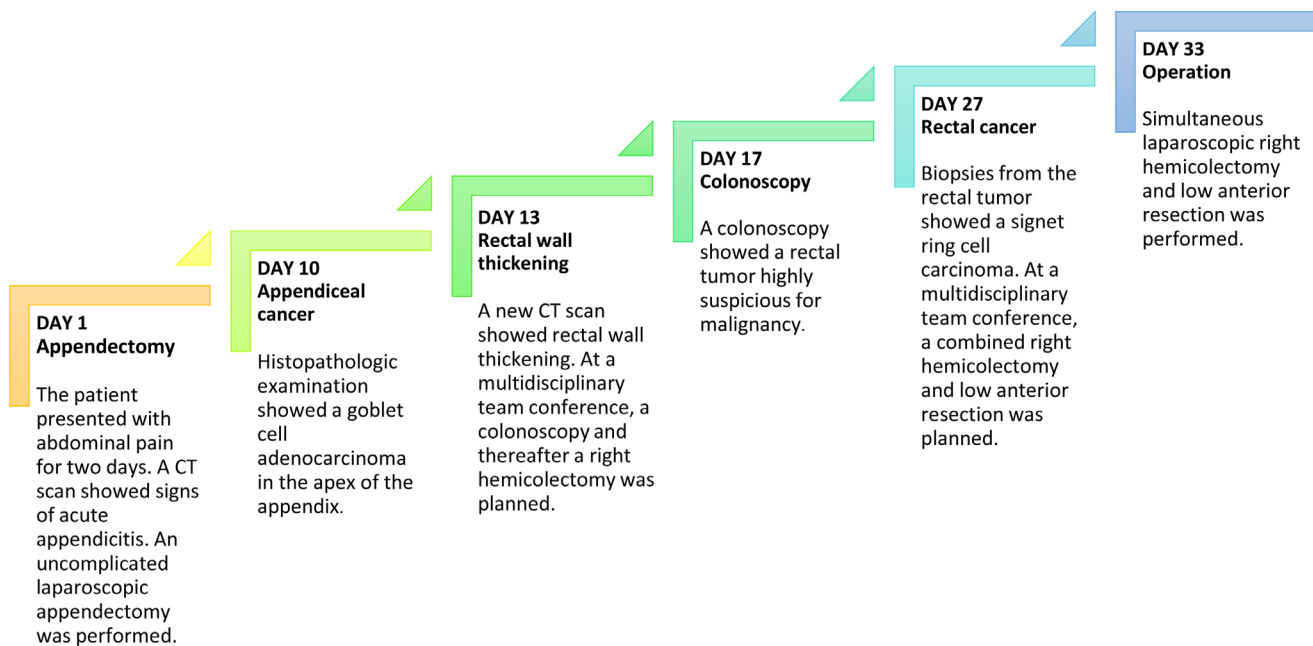 DAY 1
Appendectomy
The patient
presented with
abdominal pain
for two days. A CT
scan showed signs
of acute
appendicitis. An
uncomplicated
laparoscopic
appendectomy
was performed.
DAY 10
Appendiceal
cancer
Histopathologic
examination
showed a goblet
cell
adenocarcinoma
in the apex of the
appendix.
DAY 13
Rectal wall
thickening
A new CT scan
showed rectal wall
thickening. At a
multidisciplinary
team conference, a
colonoscopy and
thereafter a right
hemicolectomy was
planned.
DAY 17
Colonoscopy
A colonoscopy
showed a rectal
tumor highly
suspicious for
malignancy.
DAY 27
Rectal cancer
Biopsies from the
rectal tumor
showed a signet
ring cell
carcinoma. At a
multidisciplinary
team conference,
a combined right
hemicolectomy
and low anterior
resection was
planned.
DAY 33
Operation
Simultaneous
laparoscopic right
hemicolectomy
and low anterior
resection was
performed.